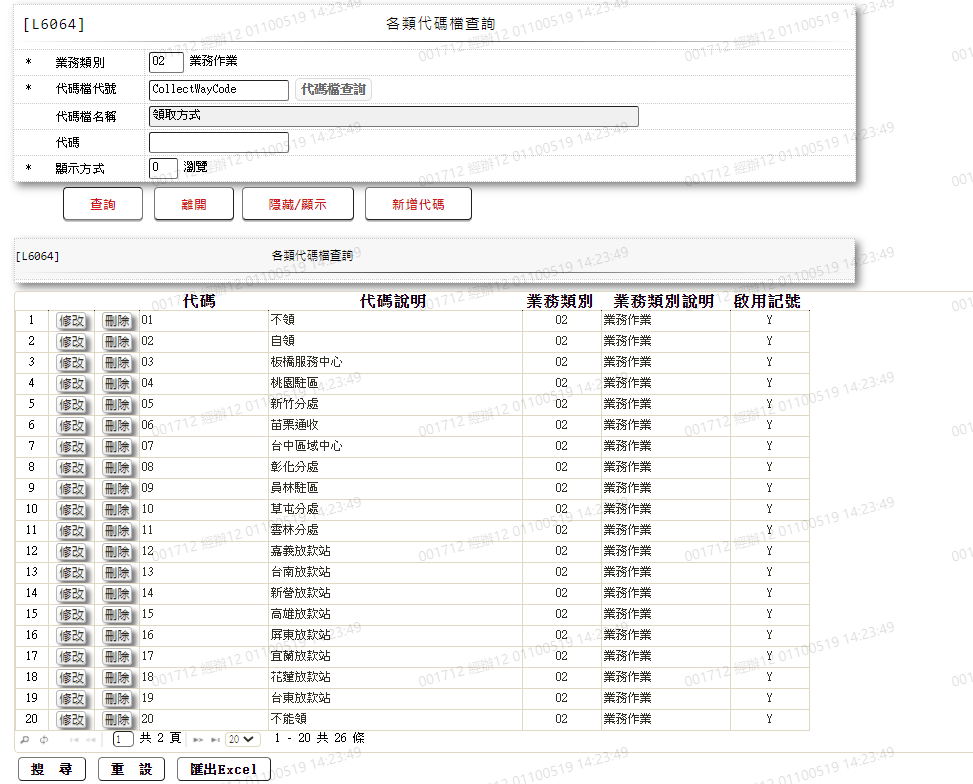 [L6064] 各類代碼檔查詢
* 業務類別 02 業務作業
* 代碼檔代號 CollectWayCode 代碼檔查詢
代碼檔名稱 領取方式
代碼
* 顯示方式 0 瀏覽
查詢 離開 隱藏/顯示 新增代碼
[L6064] 各類代碼檔查詢
代碼 代碼說明 業務類別 業務類別說明 啟用記號
1 修改 刪除 01 不領 02 業務作業 Y
2 修改 刪除 02 自領 02 業務作業 Y
3 修改 刪除 03 板橋服務中心 02 業務作業 Y
4 修改 刪除 04 桃園駐區 02 業務作業 Y
5 修改 刪除 05 新竹分處 02 業務作業 Y
6 修改 刪除 06 苗栗通收 02 業務作業 Y
7 修改 刪除 07 台中區域中心 02 業務作業 Y
8 修改 刪除 08 彰化分處 02 業務作業 Y
9 修改 刪除 09 員林駐區 02 業務作業 Y
10 修改 刪除 10 草屯分處 02 業務作業 Y
11 修改 刪除 11 雲林分處 02 業務作業 Y
12 修改 刪除 12 嘉義放款站 02 業務作業 Y
13 修改 刪除 13 台南放款站 02 業務作業 Y
14 修改 刪除 14 新營放款站 02 業務作業 Y
15 修改 刪除 15 高雄放款站 02 業務作業 Y
16 修改 刪除 16 屏東放款站 02 業務作業 Y
17 修改 刪除 17 宜蘭放款站 02 業務作業 Y
18 修改 刪除 18 花蓮放款站 02 業務作業 Y
19 修改 刪除 19 台東放款站 02 業務作業 Y
20 修改 刪除 20 不能領 02 業務作業 Y
1 共 2 頁 20 1 - 20 共 26 條
搜 尋 重 設 匯出Excel
001712 經辦12 01100519 14:23:49